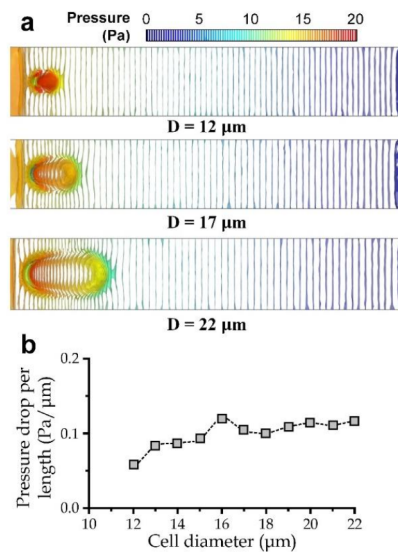 a
Pressure (Pa)
0 5 10 15 20
D = 12 μm
D = 17 μm
D = 22 μm
b
Pressure drop per
length (Pa/μm)
0.2
0.1
0.0
10 12 14 16 18 20 22
Cell diameter (μm)